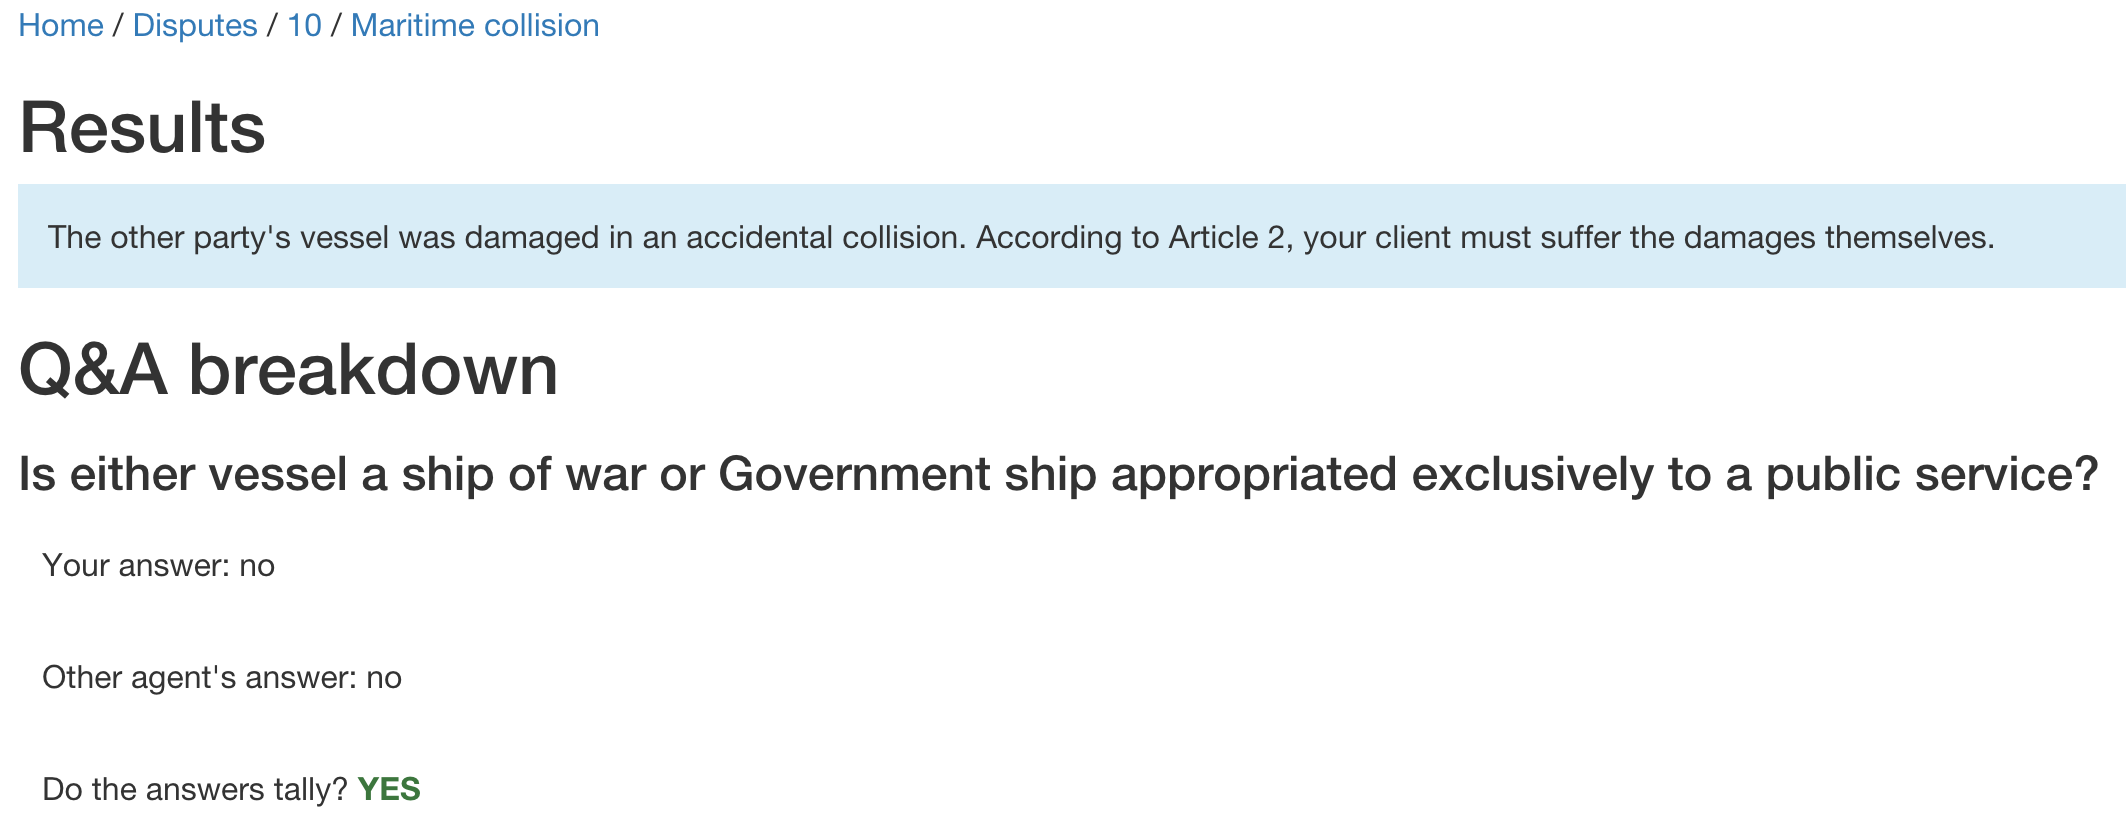 Home / Disputes / 10 / Maritime collision
Results
The other party's vessel was damaged in an accidental collision. According to Article 2, your client must suffer the damages themselves.
Q&A breakdown
Is either vessel a ship of war or Government ship appropriated exclusively to a public service?
Your answer: no
Other agent's answer: no
Do the answers tally? YES